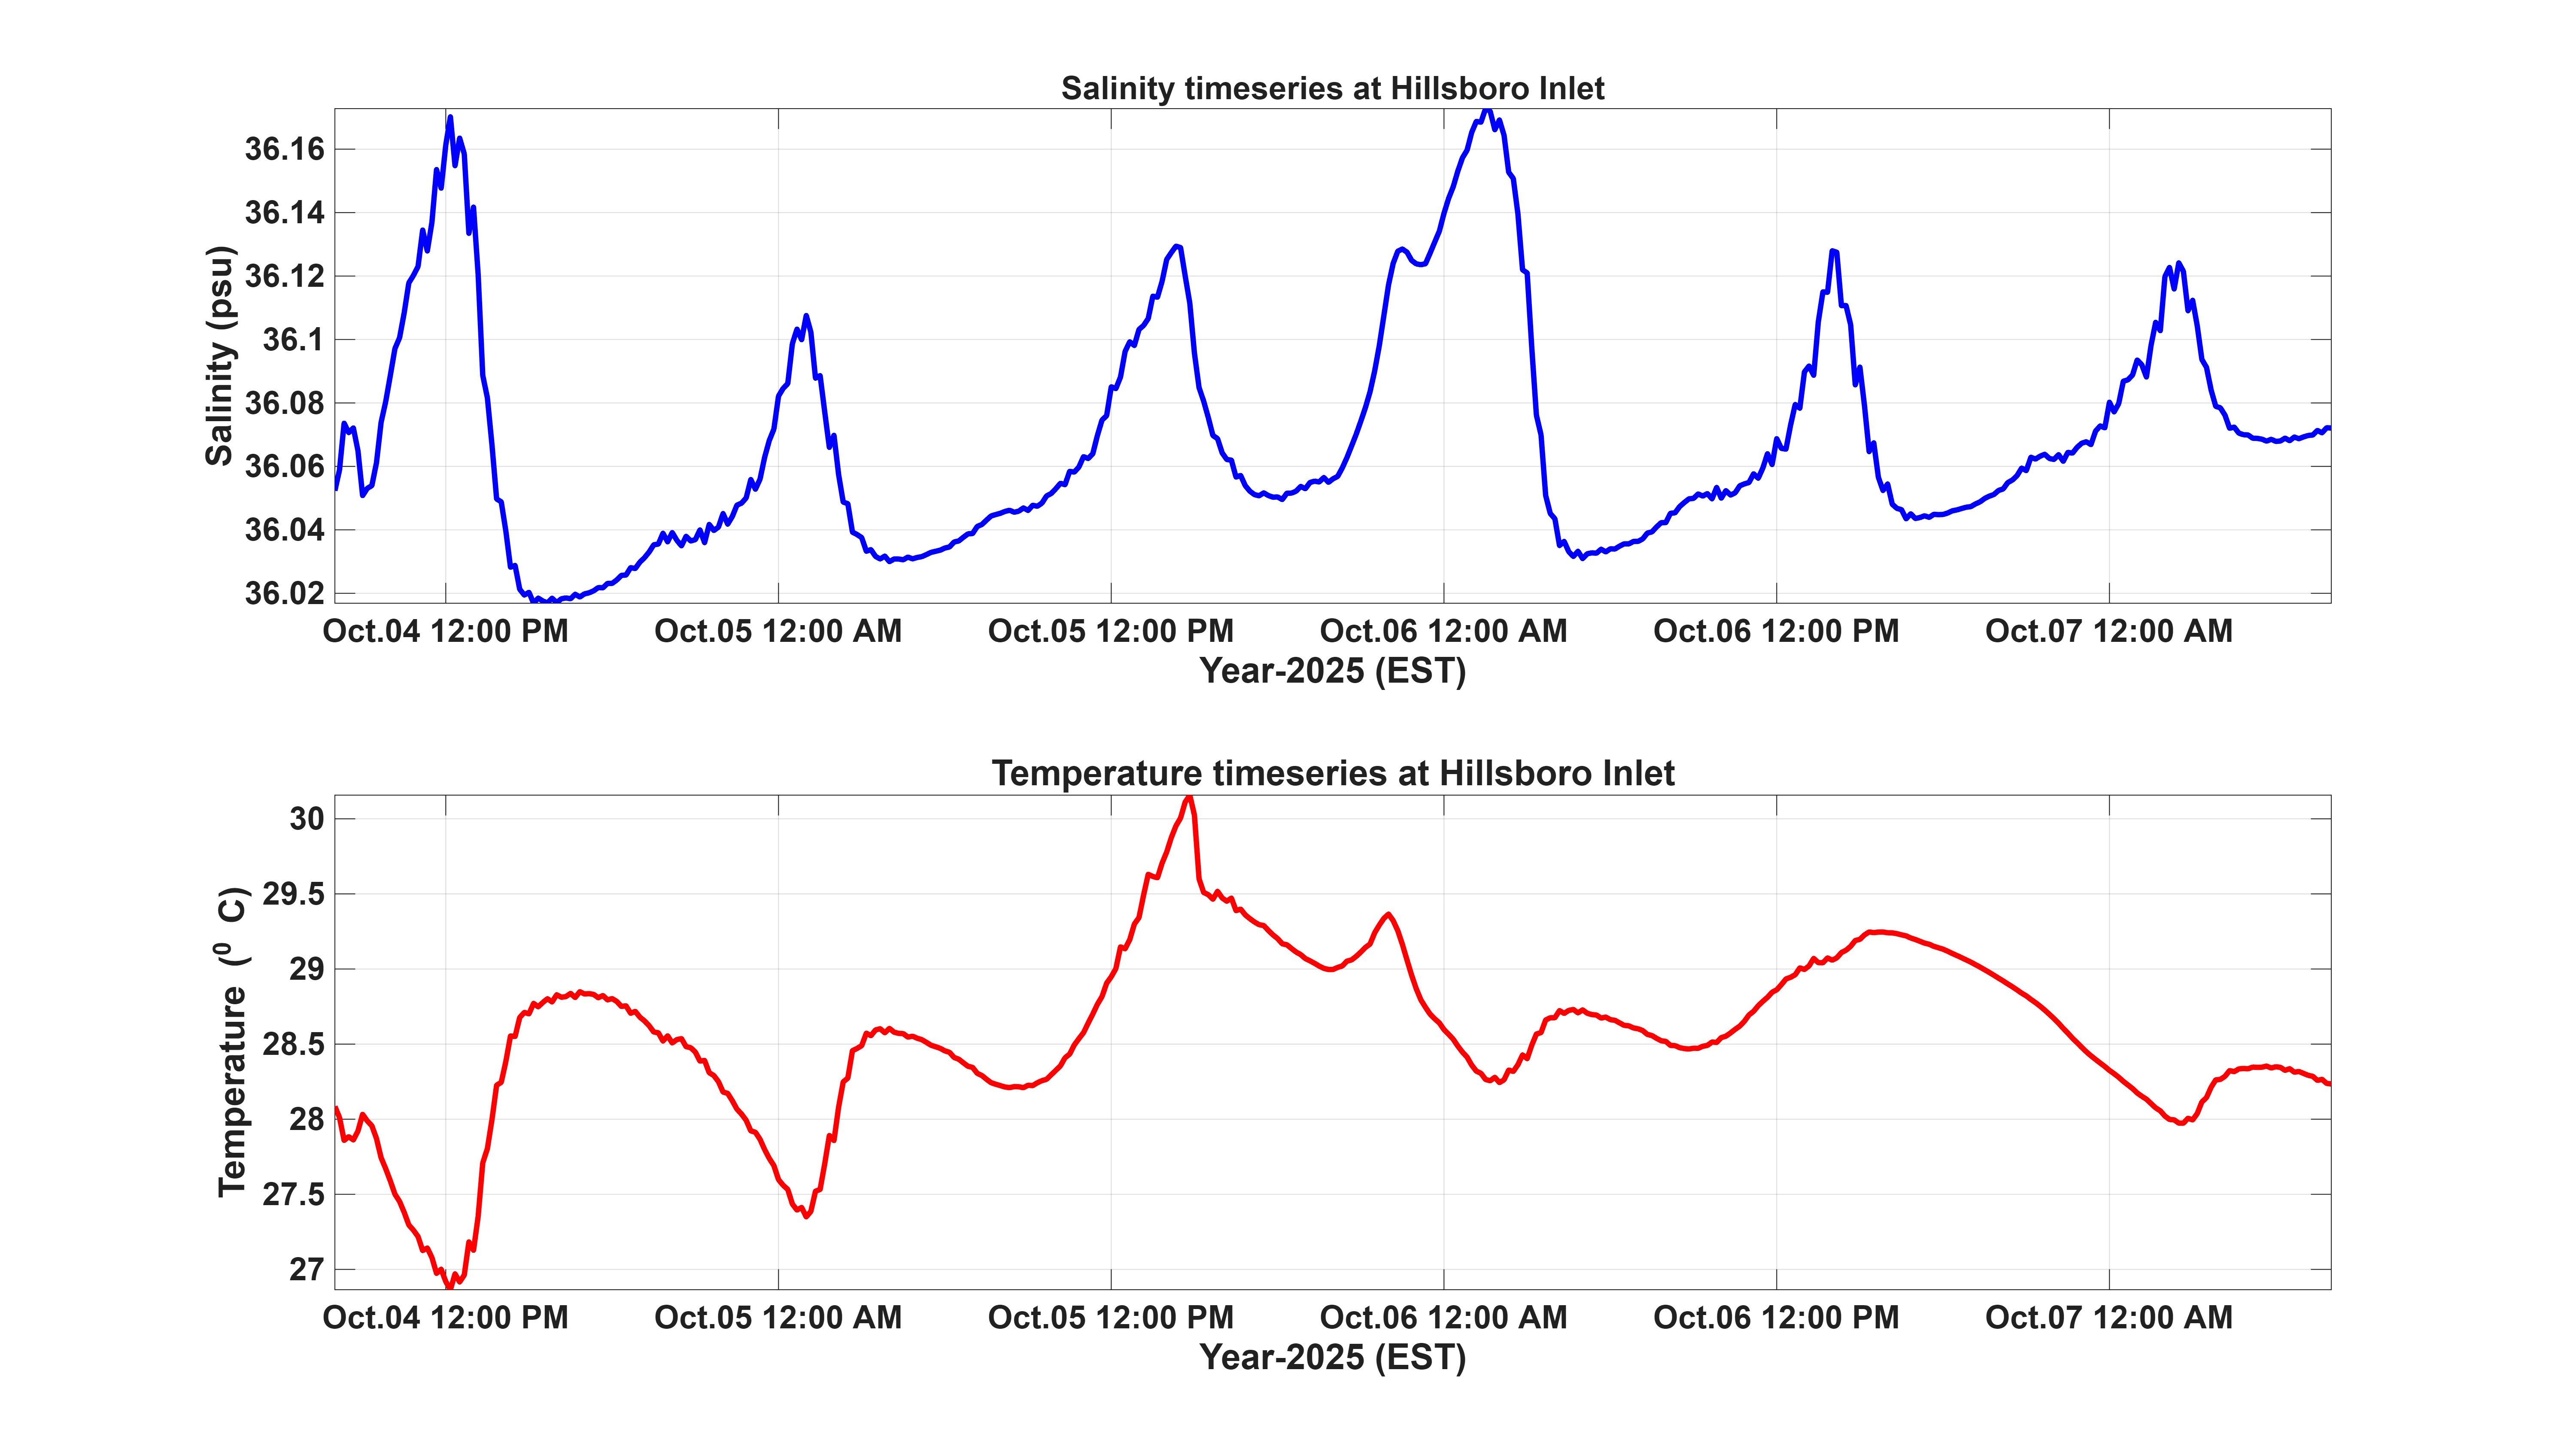 Salinity timeseries at Hillsboro Inlet
Salinity (psu)
36.16
36.14
36.12
36.1
36.08
36.06
36.04
36.02
Oct.04 12:00 PM Oct.05 12:00 AM Oct.05 12:00 PM Oct.06 12:00 AM Oct.06 12:00 PM Oct.07 12:00 AM
Year-2025 (EST)
Temperature timeseries at Hillsboro Inlet
Temperature (⁰ C)
30
29.5
29
28.5
28
27.5
27
Oct.04 12:00 PM Oct.05 12:00 AM Oct.05 12:00 PM Oct.06 12:00 AM Oct.06 12:00 PM Oct.07 12:00 AM
Year-2025 (EST)